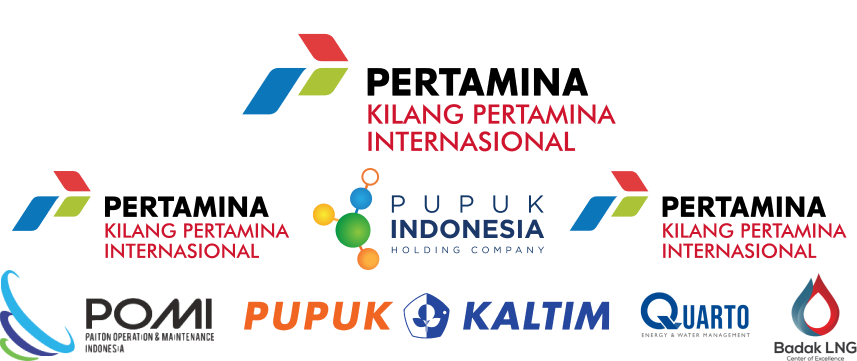 PERTAMINA
KILANG PERTAMINA
INTERNASIONAL
PERTAMINA
KILANG PERTAMINA
INTERNASIONAL
PUPUK
INDONESIA
HOLDING COMPANY
PERTAMINA
KILANG PERTAMINA
INTERNASIONAL
POMI
PAITON OPERATION & MAINTENANCE
INDONESIA
PUPUK KALTIM
QUARTO
ENERGY & WATER MANAGEMENT
Badak LNG
Center of Excellence